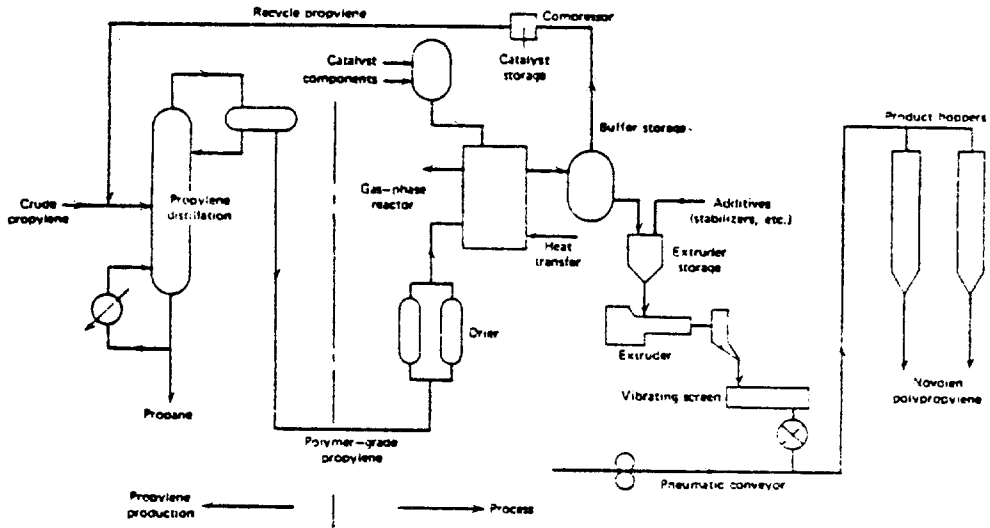 Recycle propylene
Compressor
Catalyst
storage
Catalyst
components
Buffer storage
Product hoppers
Gas-phase
reactor
Crude
propylene
Propylene
distillation
Additives
(stabilizers, etc.)
Heat
transfer
Extruder
storage
Drier
Extruder
Vibrating screen
Propane
Novolen
polypropylene
Polymer-grade
propylene
Pneumatic conveyor
Propylene
production
Process